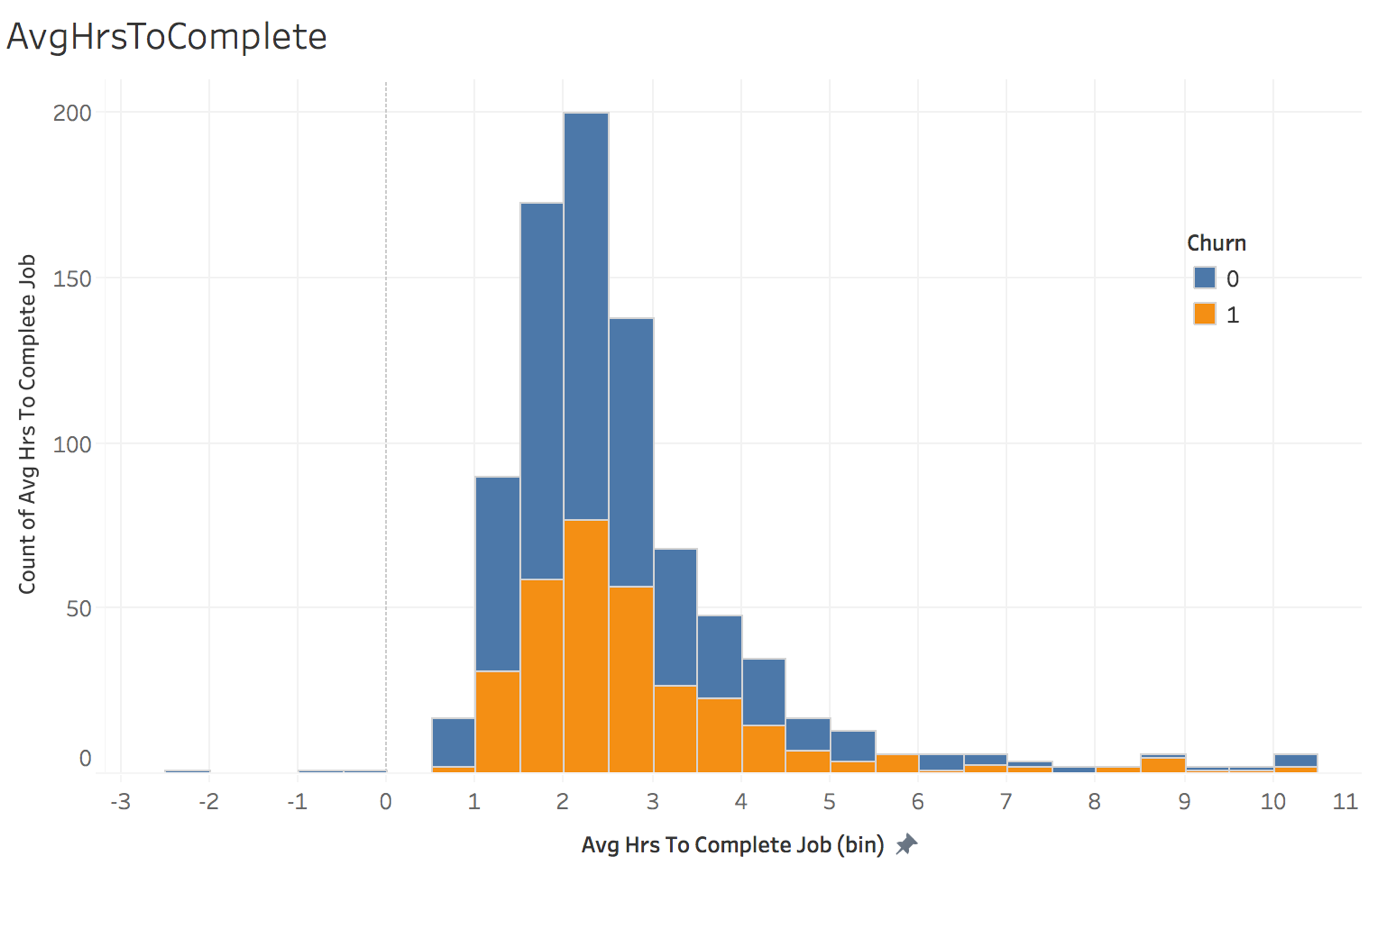 AvgHrsToComplete
200
150
100
50
0
Count of Avg Hrs To Complete Job
Churn
0
1
-3 -2 -1 0 1 2 3 4 5 6 7 8 9 10 11
Avg Hrs To Complete Job (bin)